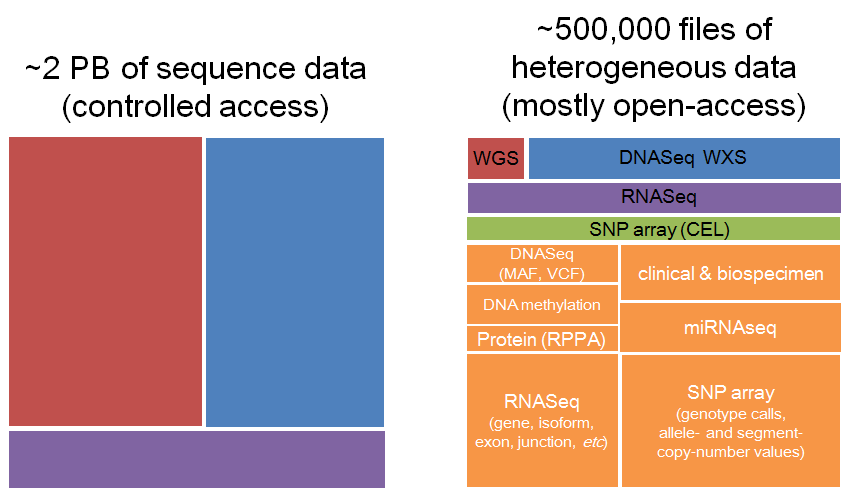 ~2 PB of sequence data
(controlled access)
~500,000 files of
heterogeneous data
(mostly open-access)
WGS
DNASeq WXS
RNASeq
SNP array (CEL)
DNASeq
(MAF, VCF)
clinical & biospecimen
DNA methylation
miRNAseq
Protein (RPPA)
RNASeq
(gene, isoform,
exon, junction, etc)
SNP array
(genotype calls,
allele- and segment-
copy-number values)